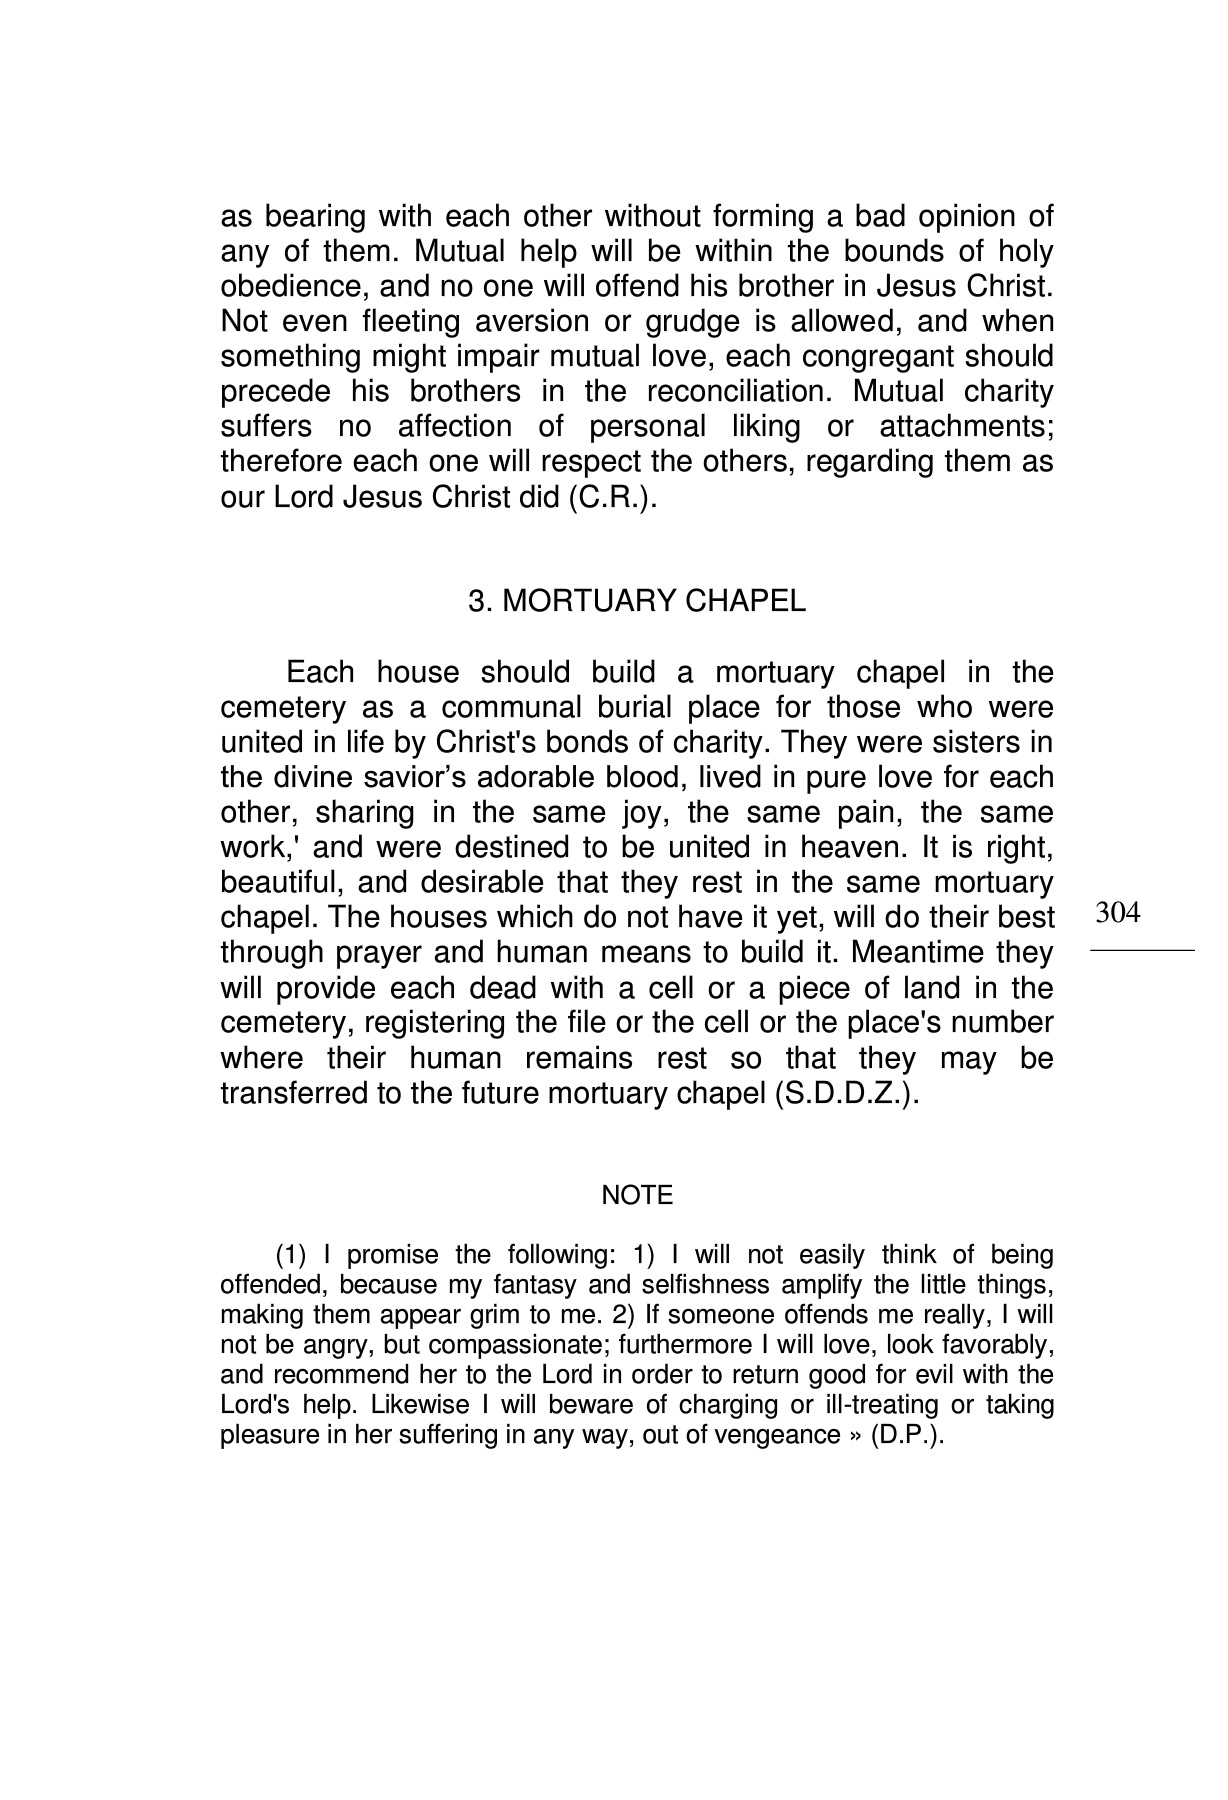 as bearing with each other without forming a bad opinion of
any of them. Mutual help will be within the bounds of holy
obedience, and no one will offend his brother in Jesus Christ.
Not even fleeting aversion or grudge is allowed, and when
something might impair mutual love, each congregant should
precede his brothers in the reconciliation. Mutual charity
suffers no affection of personal liking or attachments;
therefore each one will respect the others, regarding them as
our Lord Jesus Christ did (C.R.).
3. MORTUARY CHAPEL
Each house should build a mortuary chapel in the
cemetery as a communal burial place for those who were
united in life by Christ's bonds of charity. They were sisters in
the divine savior’s adorable blood, lived in pure love for each
other, sharing in the same joy, the same pain, the same
work,' and were destined to be united in heaven. It is right,
beautiful, and desirable that they rest in the same mortuary
chapel. The houses which do not have it yet, will do their best
through prayer and human means to build it. Meantime they
will provide each dead with a cell or a piece of land in the
cemetery, registering the file or the cell or the place's number
where their human remains rest so that they may be
transferred to the future mortuary chapel (S.D.D.Z.).
304
NOTE
(1) I promise the following: 1) I will not easily think of being
offended, because my fantasy and selfishness amplify the little things,
making them appear grim to me. 2) If someone offends me really, I will
not be angry, but compassionate; furthermore I will love, look favorably,
and recommend her to the Lord in order to return good for evil with the
Lord's help. Likewise I will beware of charging or ill-treating or taking
pleasure in her suffering in any way, out of vengeance » (D.P.).